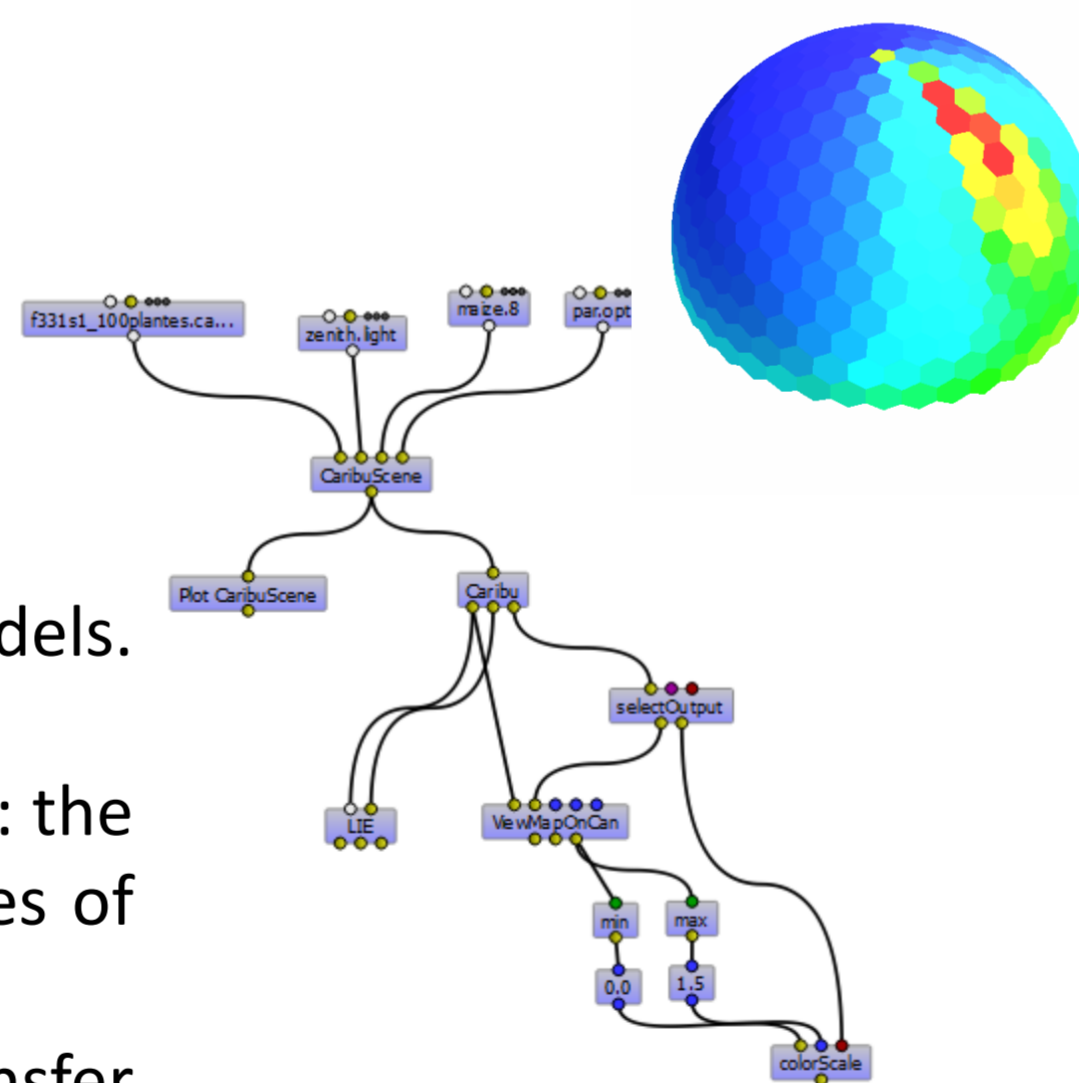 f331s1_100plantes.ca...
zenith.light
maize.8
par.opt
CaribuScene
Plot CaribuScene
Caribu
dels.
selectOutput
: the
LIE
ViewMapOnCan
es of
min
max
0.0
1.5
nsfer
colorScale